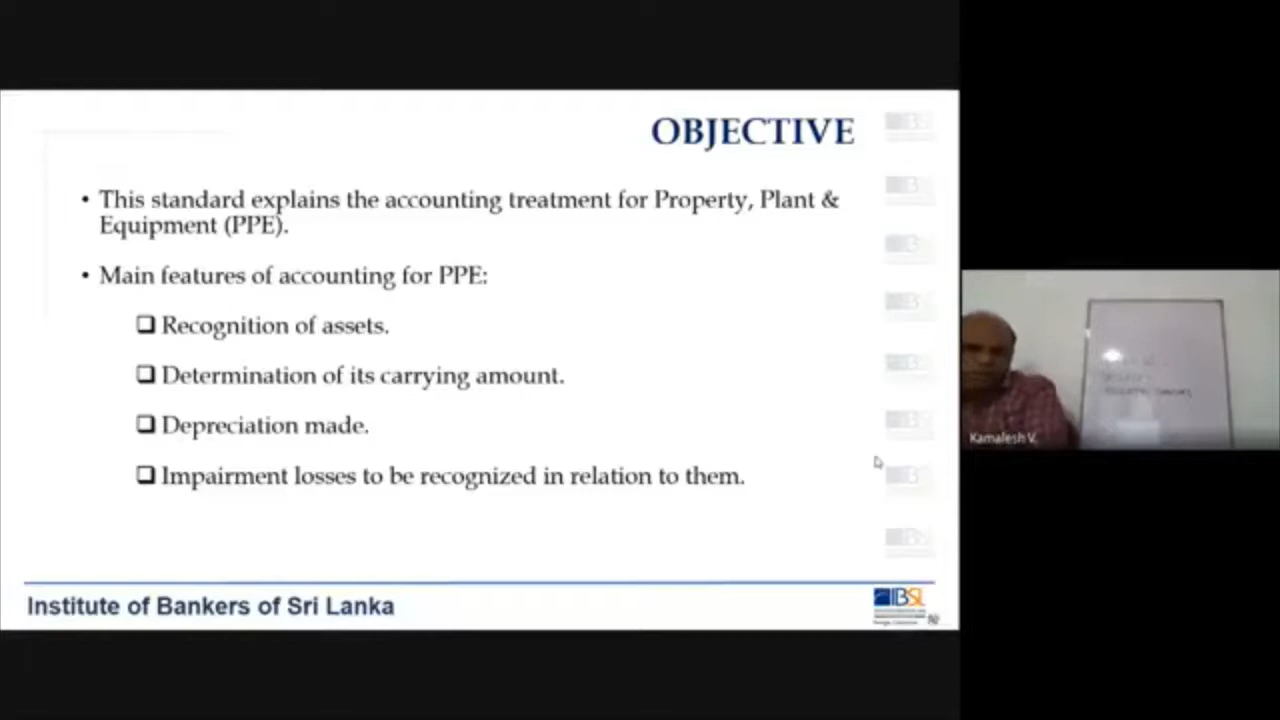 OBJECTIVE
• This standard explains the accounting treatment for Property, Plant &
Equipment (PPE).
• Main features of accounting for PPE:
❑ Recognition of assets.
❑ Determination of its carrying amount.
❑ Depreciation made.
❑ Impairment losses to be recognized in relation to them.
Institute of Bankers of Sri Lanka
IBSL
Kamalesh V.